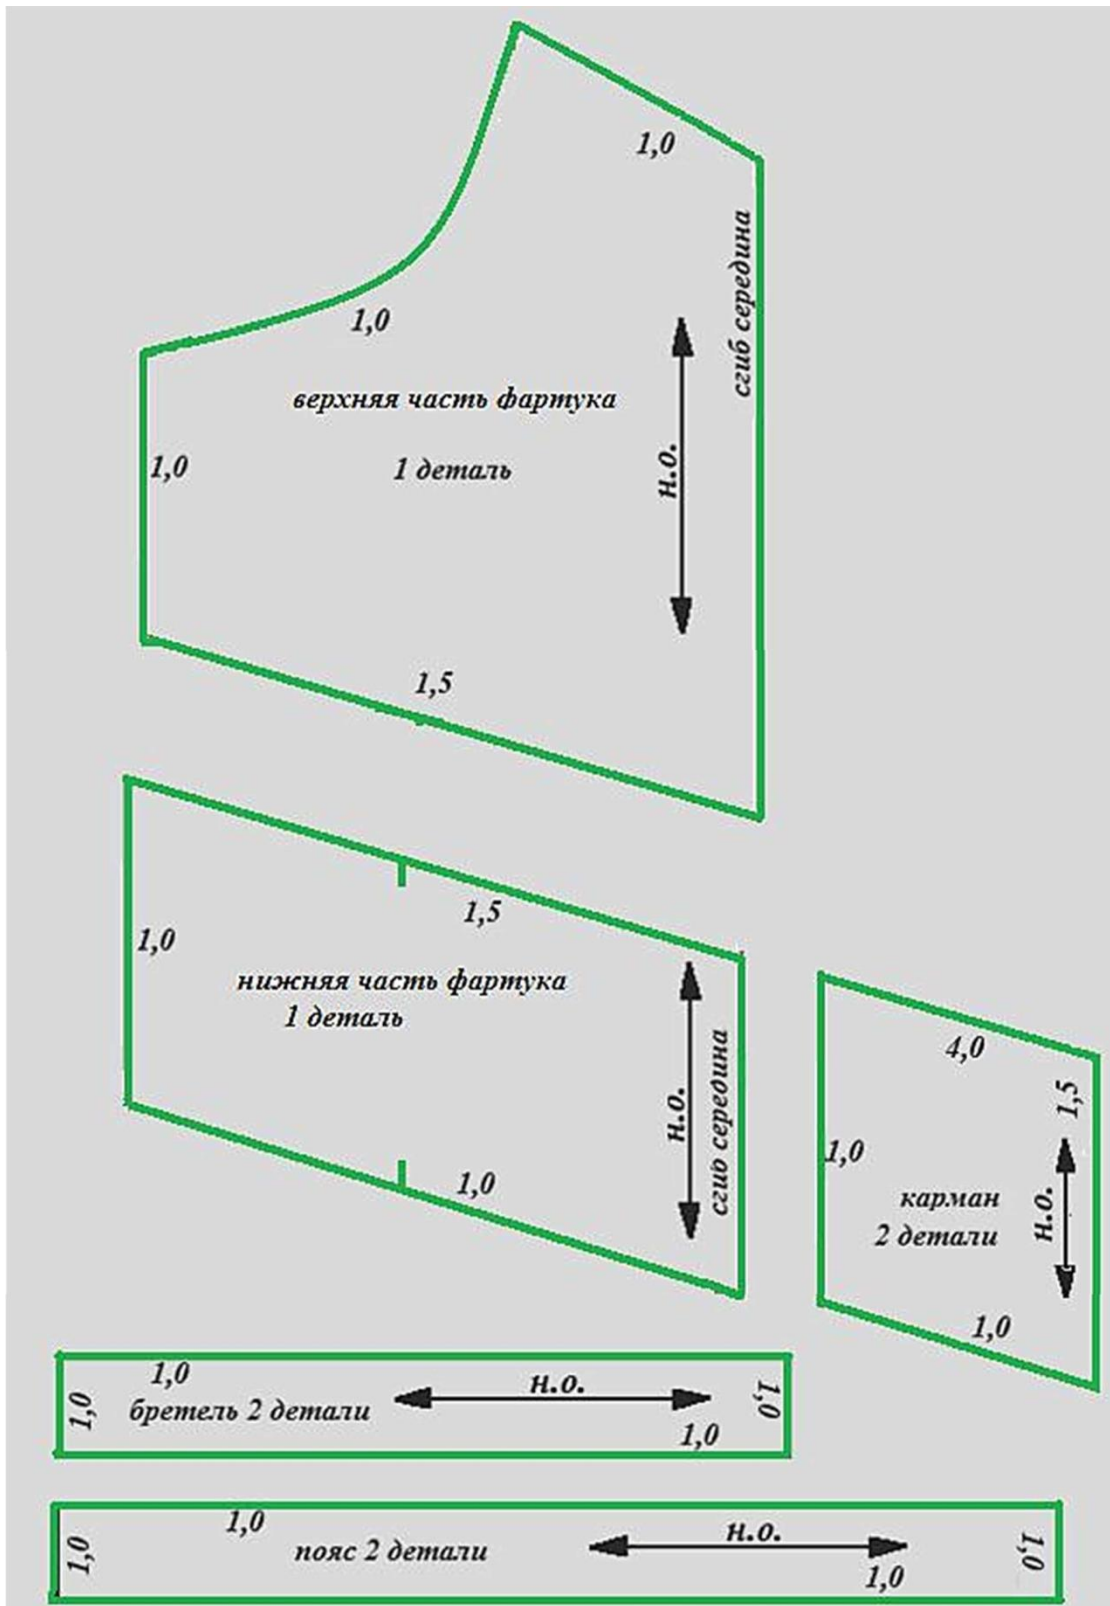 1,0
сгиб середина
1,0
верхняя часть фартука
1,0
1 деталь
н.о.
1,5
1,5
1,0
нижняя часть фартука
1 деталь
н.о.
сгиб середина
1,0
4,0
1,5
1,0
карман
2 детали
н.о.
1,0
1,0
1,0
бретель 2 детали
н.о.
1,0
1,0
1,0
1,0
пояс 2 детали
н.о.
1,0
1,0